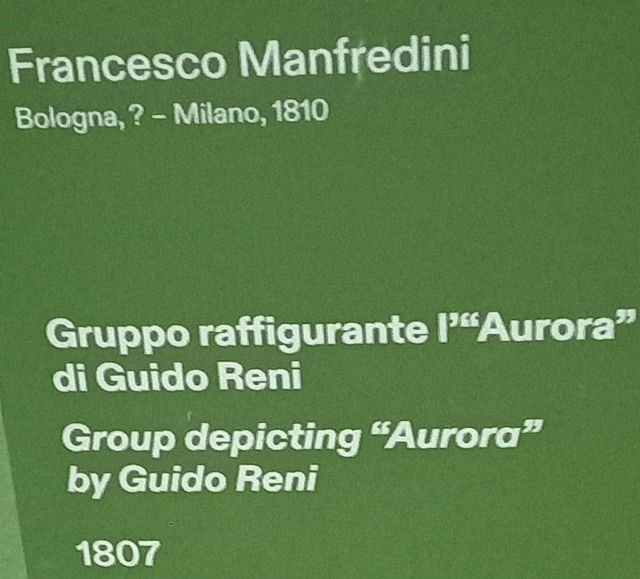 Francesco Manfredini
Bologna, ? – Milano, 1810
Gruppo raffigurante l’“Aurora”
di Guido Reni
Group depicting “Aurora”
by Guido Reni
1807